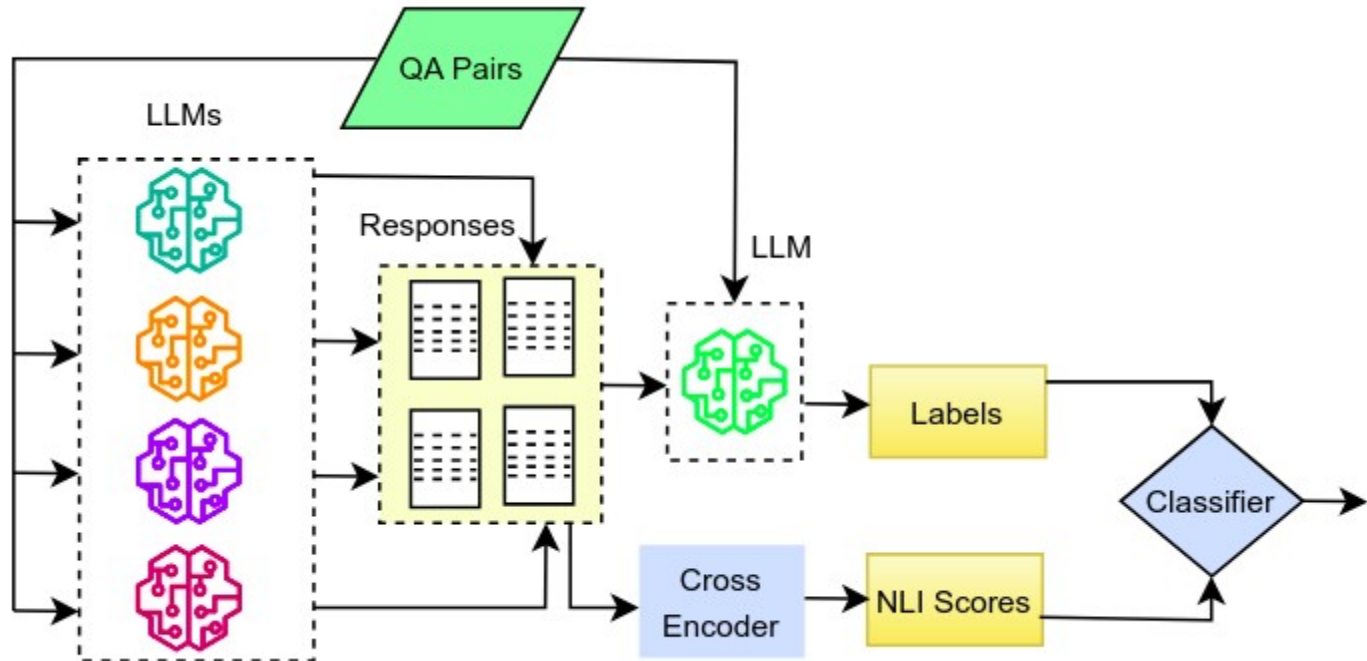 QA Pairs
LLMs
Responses
LLM
Labels
Classifier
Cross
Encoder
NLI Scores